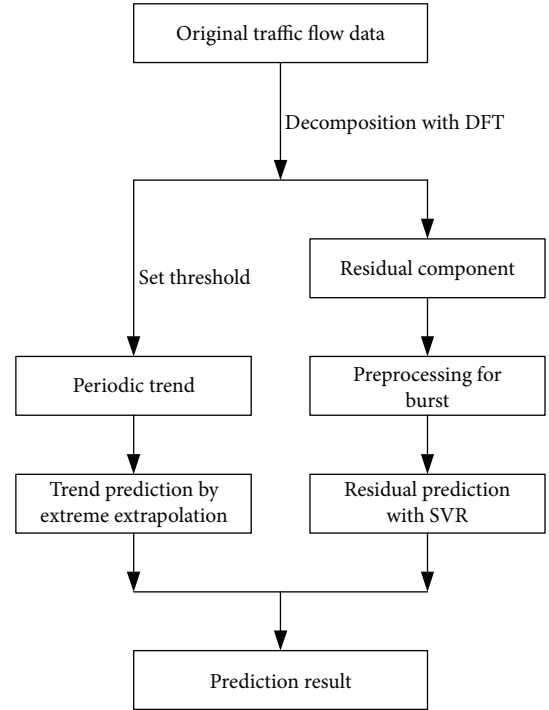 Original traffic flow data
Decomposition with DFT
Set threshold
Residual component
Periodic trend
Preprocessing for
burst
Trend prediction by
extreme extrapolation
Residual prediction
with SVR
Prediction result